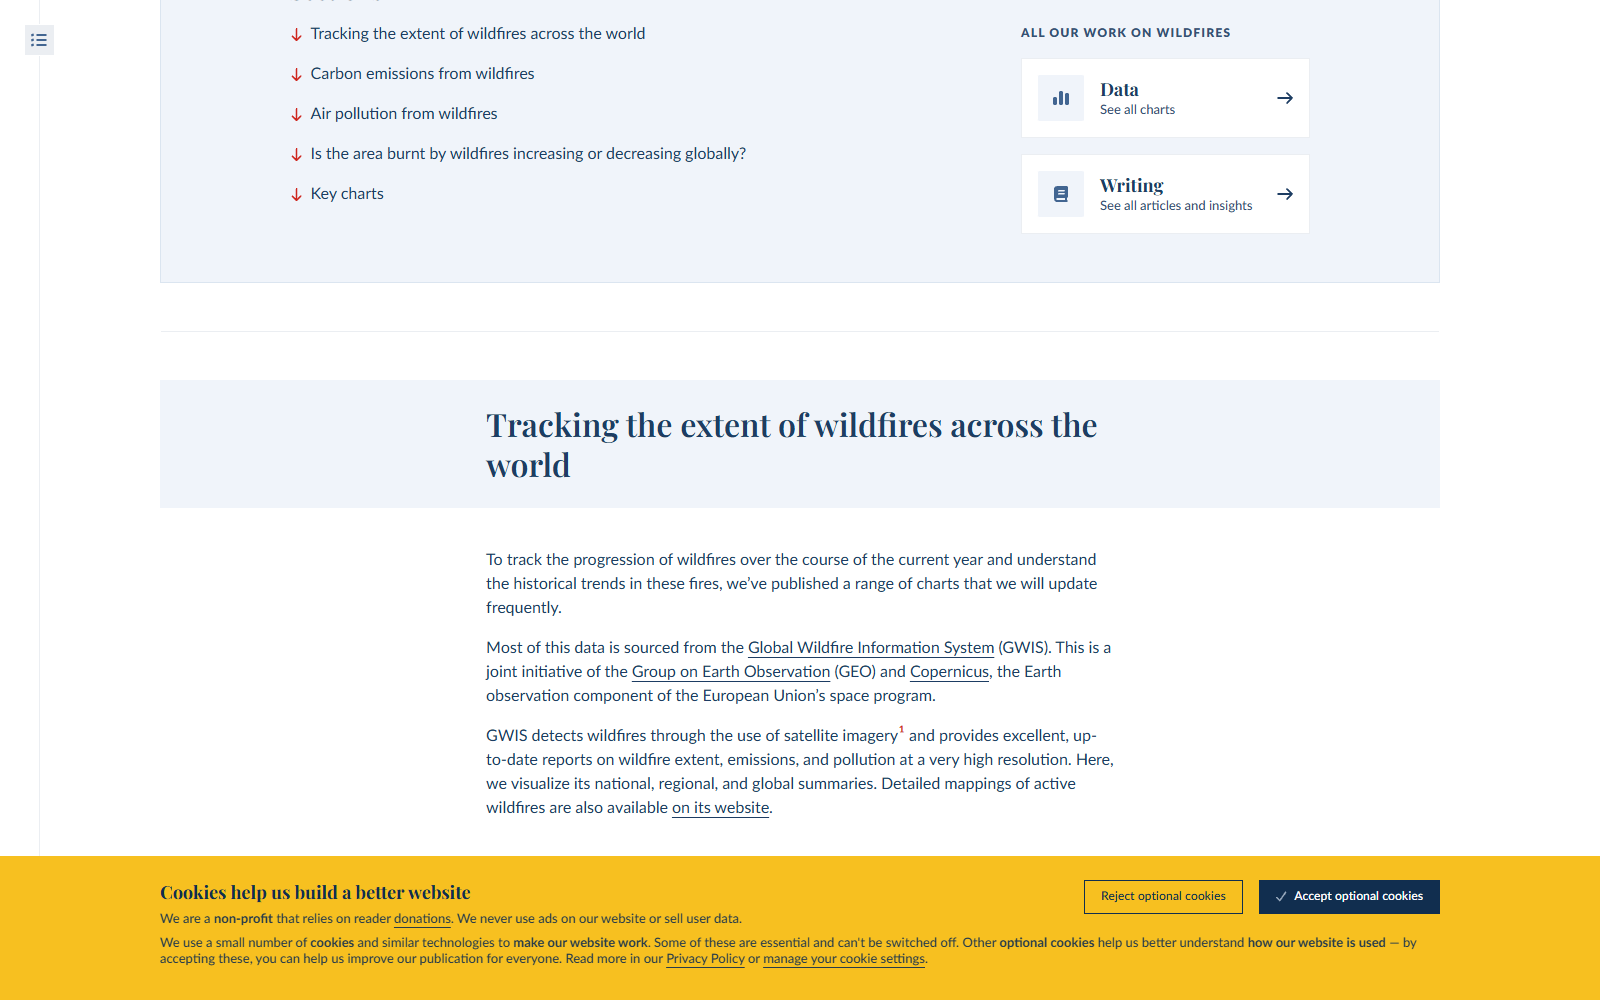 Tracking the extent of wildfires across the world
Carbon emissions from wildfires
Air pollution from wildfires
Is the area burnt by wildfires increasing or decreasing globally?
Key charts
ALL OUR WORK ON WILDFIRES
Data
See all charts
Writing
See all articles and insights
Tracking the extent of wildfires across the
world
To track the progression of wildfires over the course of the current year and understand
the historical trends in these fires, we’ve published a range of charts that we will update
frequently.
Most of this data is sourced from the Global Wildfire Information System (GWIS). This is a
joint initiative of the Group on Earth Observation (GEO) and Copernicus, the Earth
observation component of the European Union’s space program.
GWIS detects wildfires through the use of satellite imagery1 and provides excellent, up-
to-date reports on wildfire extent, emissions, and pollution at a very high resolution. Here,
we visualize its national, regional, and global summaries. Detailed mappings of active
wildfires are also available on its website.
Cookies help us build a better website
We are a non-profit that relies on reader donations. We never use ads on our website or sell user data.
We use a small number of cookies and similar technologies to make our website work. Some of these are essential and can't be switched off. Other optional cookies help us better understand how our website is used — by
accepting these, you can help us improve our publication for everyone. Read more in our Privacy Policy or manage your cookie settings.
Reject optional cookies
Accept optional cookies